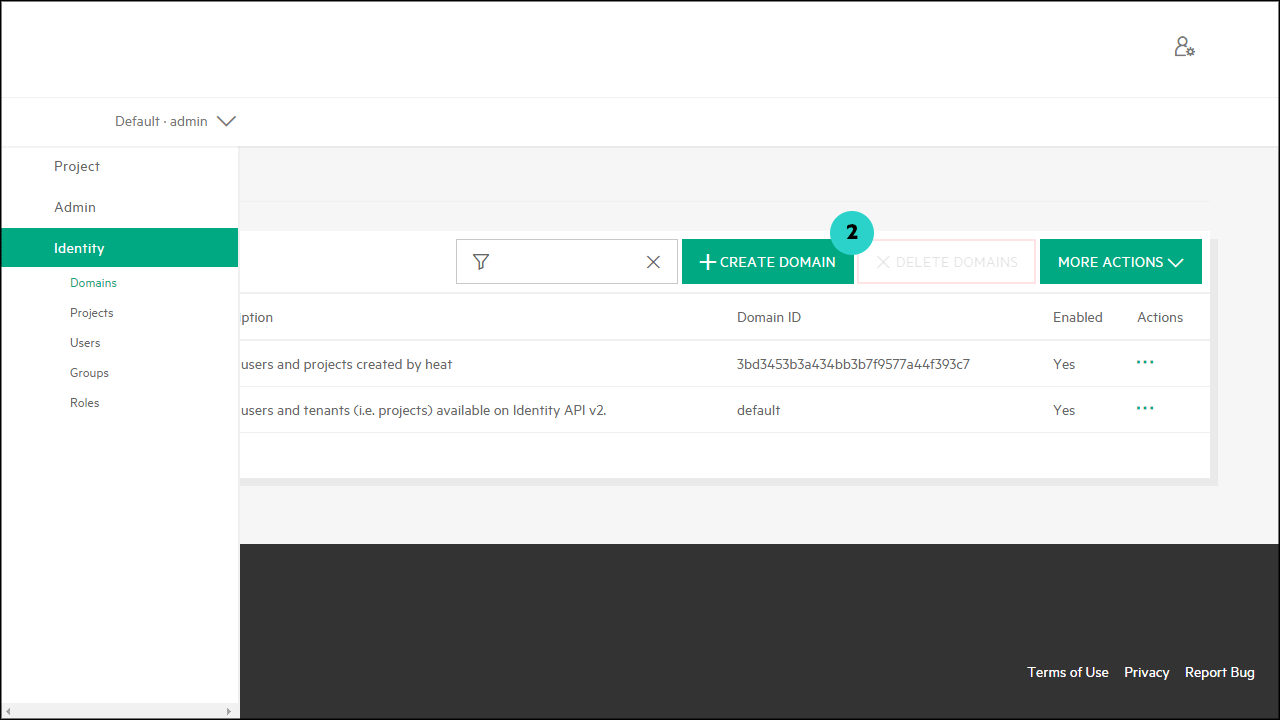 Default · admin
Project
Admin
Identity
Domains
Projects
Users
Groups
Roles
2
CREATE DOMAIN
DELETE DOMAINS
MORE ACTIONS
iption Domain ID Enabled Actions
users and projects created by heat 3bd3453b3a434bb3b7f9577a44f393c7 Yes
users and tenants (i.e. projects) available on Identity API v2. default Yes
Terms of Use Privacy Report Bug